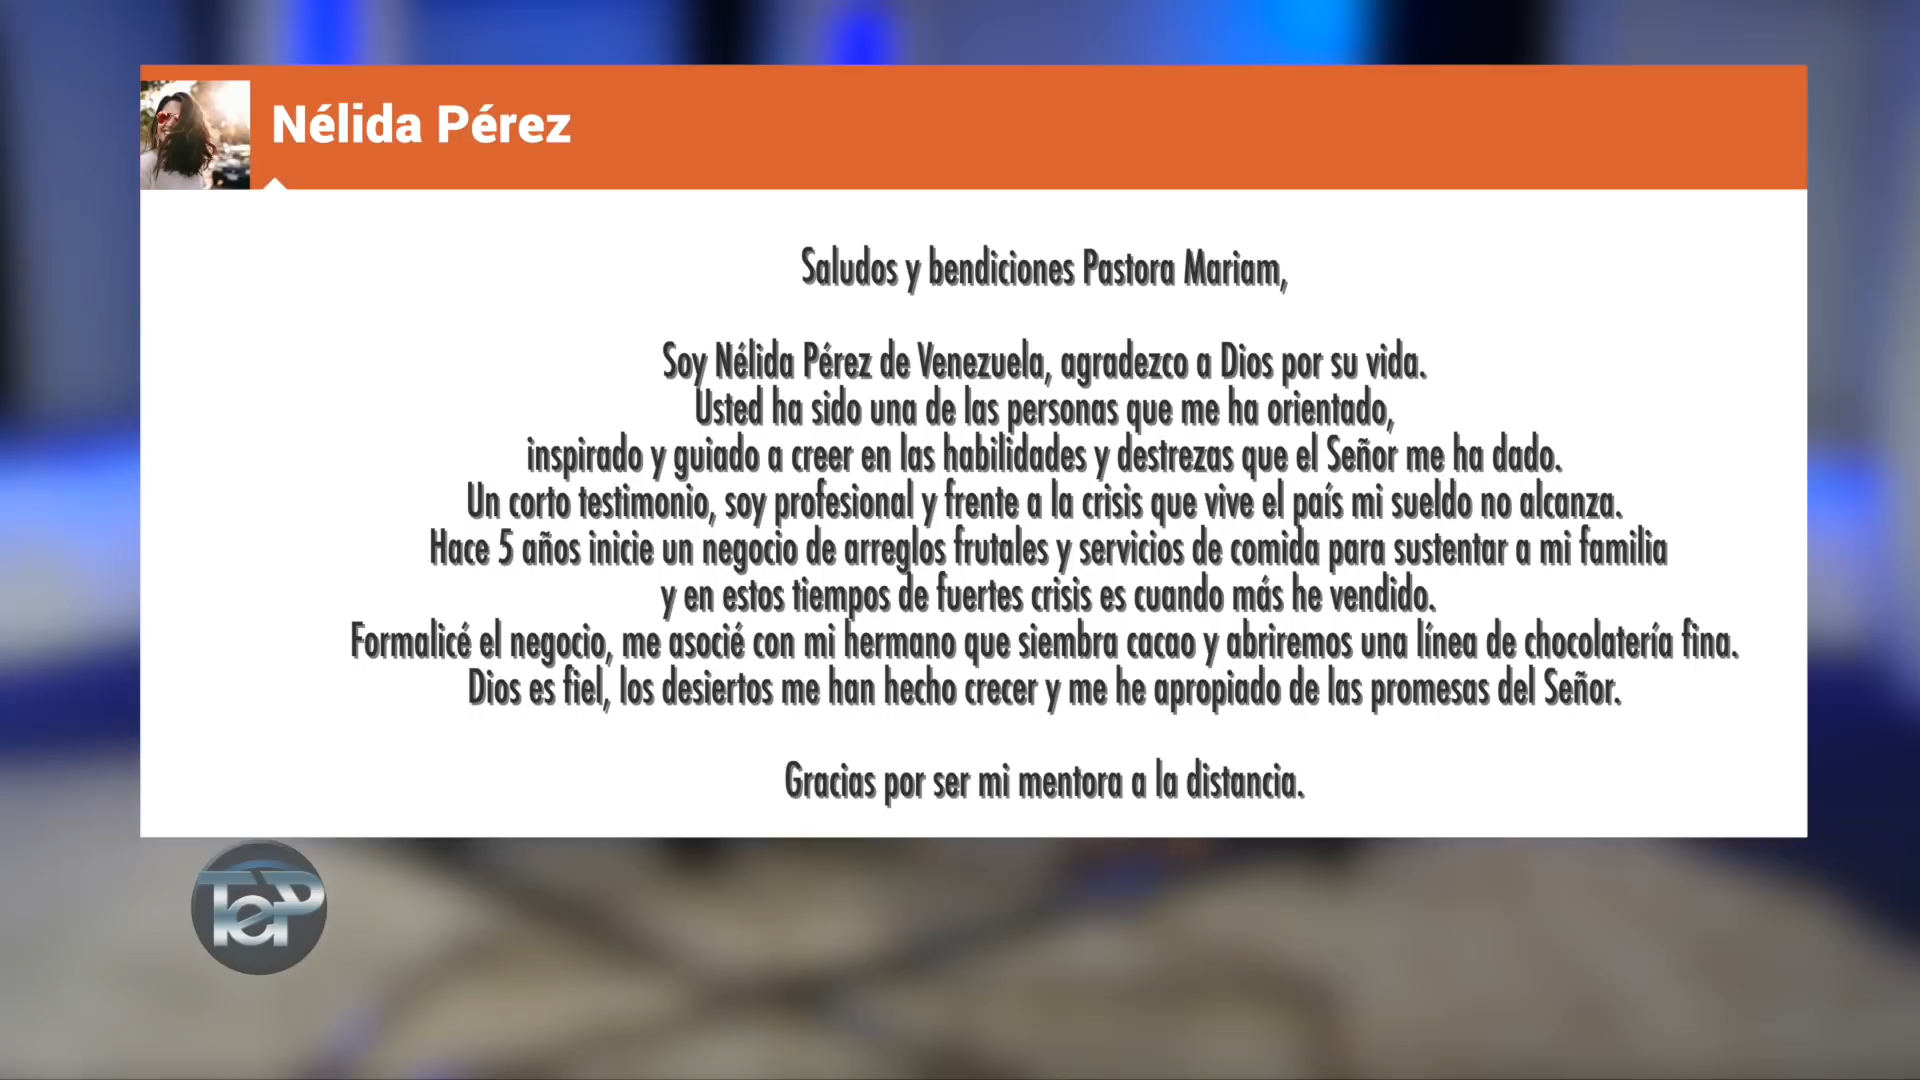 Nélida Pérez
Saludos y bendiciones Pastora Mariam,
Soy Nélida Pérez de Venezuela, agradezco a Dios por su vida.
Usted ha sido una de las personas que me ha orientado,
inspirado y guiado a creer en las habilidades y destrezas que el Señor me ha dado.
Un corto testimonio, soy profesional y frente a la crisis que vive el país mi sueldo no alcanza.
Hace 5 años inicie un negocio de arreglos frutales y servicios de comida para sustentar a mi familia
y en estos tiempos de fuertes crisis es cuando más he vendido.
Formalicé el negocio, me asocié con mi hermano que siembra cacao y abriremos una línea de chocolatería fina.
Dios es fiel, los desiertos me han hecho crecer y me he apropiado de las promesas del Señor.
Gracias por ser mi mentora a la distancia.
TeP